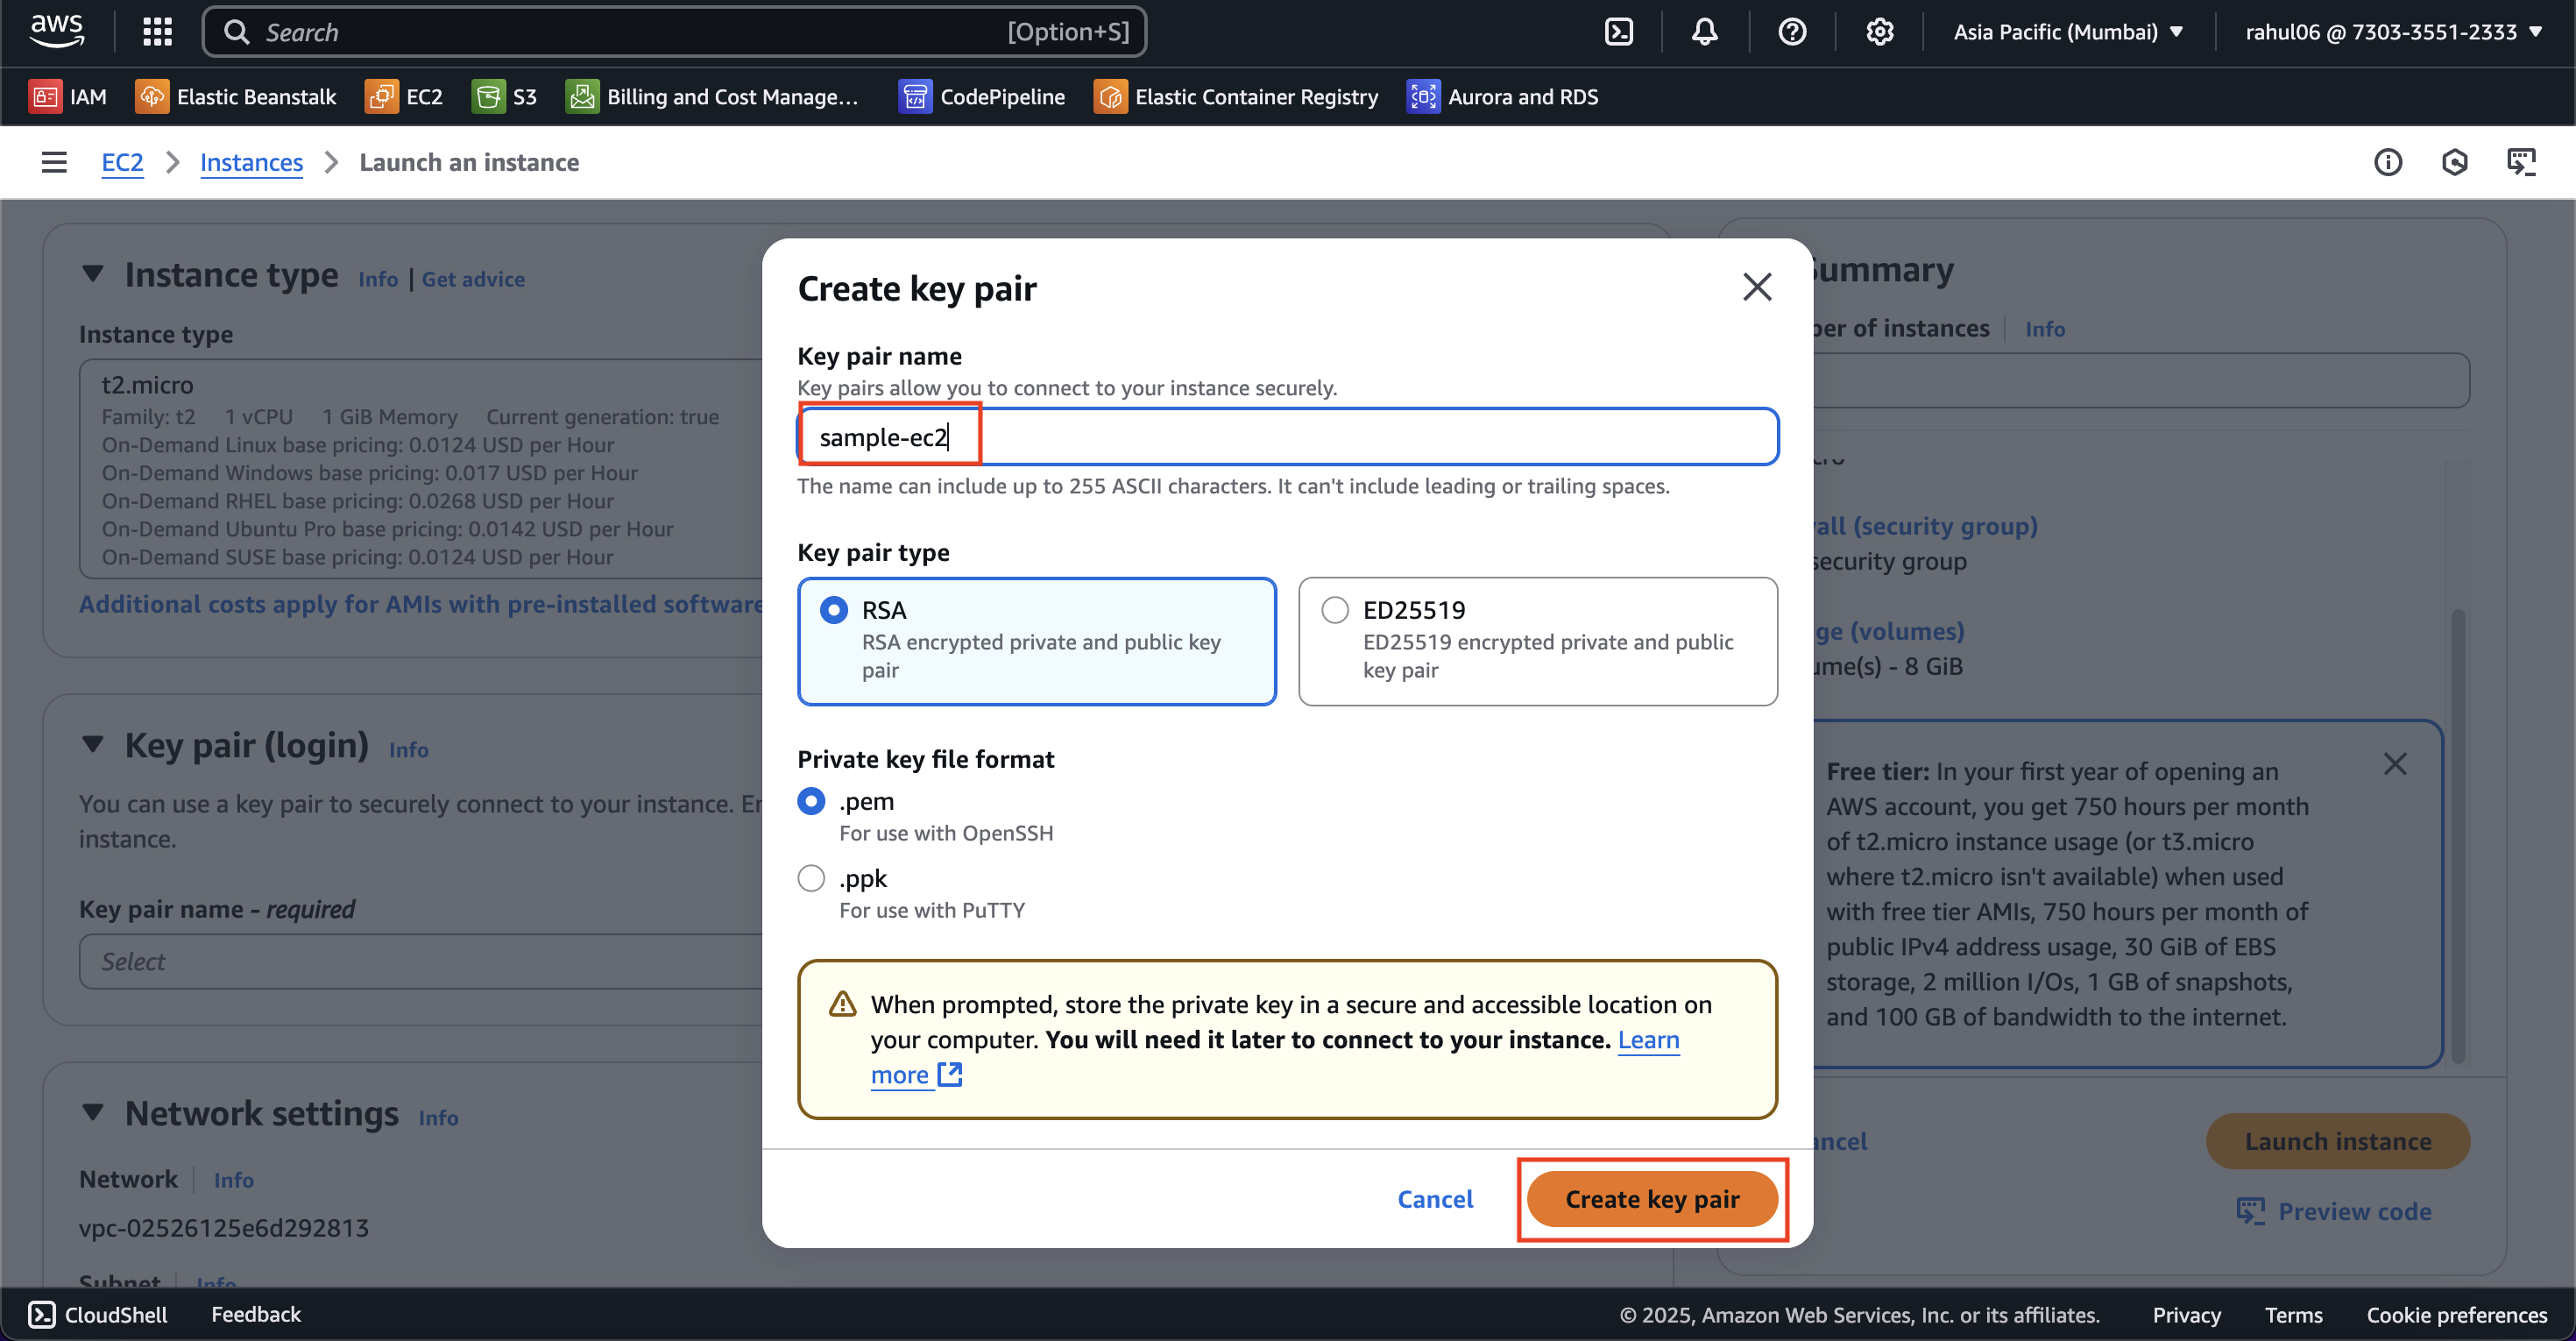 aws
Search [Option+S]
Asia Pacific (Mumbai)
rahul06 @ 7303-3551-2333
IAM
Elastic Beanstalk
EC2
S3
Billing and Cost Manage...
CodePipeline
Elastic Container Registry
Aurora and RDS
EC2 > Instances > Launch an instance
Instance type Info | Get advice
Instance type
t2.micro
Family: t2 1 vCPU 1 GiB Memory Current generation: true
On-Demand Linux base pricing: 0.0124 USD per Hour
On-Demand Windows base pricing: 0.017 USD per Hour
On-Demand RHEL base pricing: 0.0268 USD per Hour
On-Demand Ubuntu Pro base pricing: 0.0142 USD per Hour
On-Demand SUSE base pricing: 0.0124 USD per Hour
Additional costs apply for AMIs with pre-installed software
Key pair (login) Info
You can use a key pair to securely connect to your instance.
instance.
Key pair name - required
Select
Network settings Info
Network Info
vpc-02526125e6d292813
Subnet Info
Create key pair
Key pair name
Key pairs allow you to connect to your instance securely.
sample-ec2
The name can include up to 255 ASCII characters. It can't include leading or trailing spaces.
Key pair type
RSA
RSA encrypted private and public key
pair
ED25519
ED25519 encrypted private and public
key pair
Private key file format
.pem
For use with OpenSSH
.ppk
For use with PuTTY
When prompted, store the private key in a secure and accessible location on
your computer. You will need it later to connect to your instance. Learn
more
Cancel
Create key pair
Summary
of instances Info
(security group)
security group
(volumes)
- 8 GiB
Free tier: In your first year of opening an
AWS account, you get 750 hours per month
of t2.micro instance usage (or t3.micro
where t2.micro isn't available) when used
with free tier AMIs, 750 hours per month of
public IPv4 address usage, 30 GiB of EBS
storage, 2 million I/Os, 1 GB of snapshots,
and 100 GB of bandwidth to the internet.
Launch instance
Preview code
CloudShell
Feedback
© 2025, Amazon Web Services, Inc. or its affiliates.
Privacy
Terms
Cookie preferences